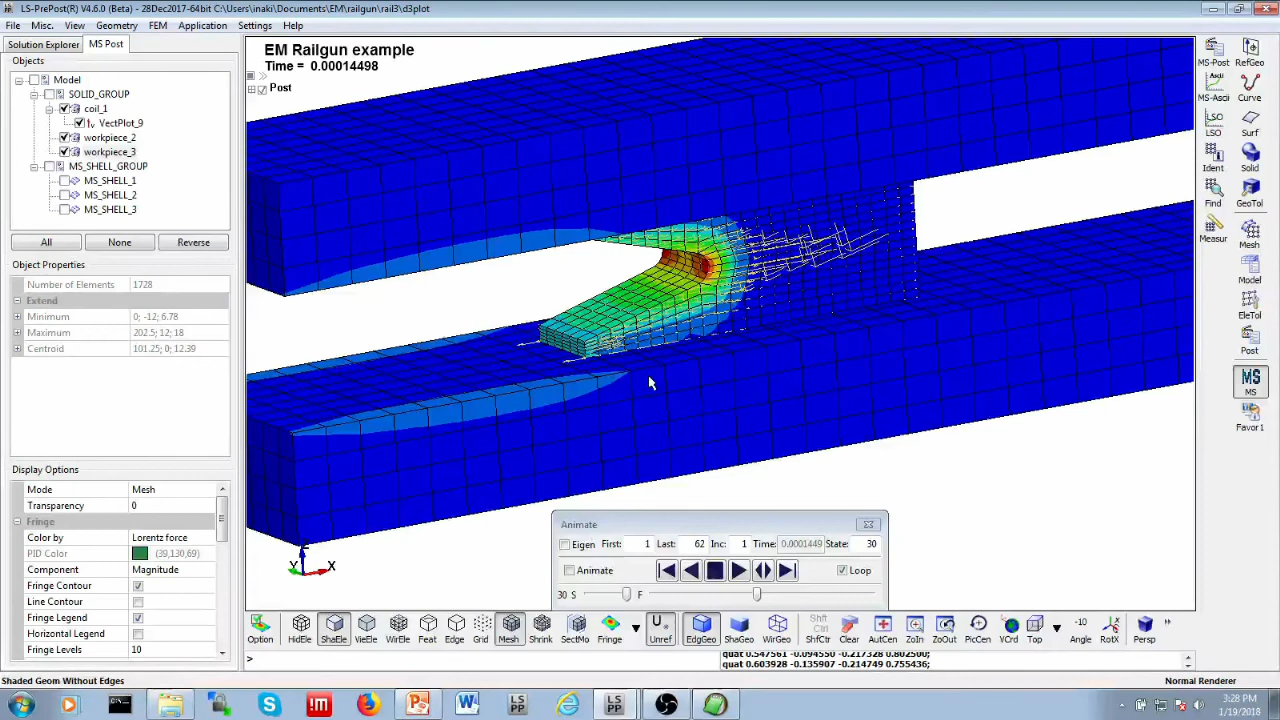 LS-PrePost(R) V4.6.0 (Beta) - 28Dec2017-64bit C:\Users\inaki\Documents\EM\railgun\rail3\d3plot
File Misc. View Geometry FEM Application Settings Help
Solution Explorer MS Post
Objects
Model
SOLID_GROUP
coil_1
VectPlot_9
workpiece_2
workpiece_3
MS_SHELL_GROUP
MS_SHELL_1
MS_SHELL_2
MS_SHELL_3
All None Reverse
Object Properties
Number of Elements 1728
Extend
Minimum 0; -12; 6.78
Maximum 202.5; 12; 18
Centroid 101.25; 0; 12.39
Display Options
Mode Mesh
Transparency 0
Fringe
Color by Lorentz force
PID Color (39,130,69)
Component Magnitude
Fringe Contour
Line Contour
Fringe Legend
Horizontal Legend
Fringe Levels 10
EM Railgun example
Time = 0.00014498
Post
Y X
Animate
Eigen First: 1 Last: 62 Inc: 1 Time: 0.0001449 State: 30
Animate Loop
30 S F
Option HidEle ShaEle VieEle WirEle Feat Edge Grid Mesh Shrink SectMo Fringe Unref EdgGeo ShaGeo WirGeo Shft Ctrl ShfCtr Clear AutCen ZoIn ZoOut PicCen VCrd Top -10 Angle RotX Persp
>
quat 0.547561 -0.094550 -0.217328 0.802500;
quat 0.603928 -0.135907 -0.214749 0.755436;
MS-Post RefGeo
Asci
MS-Ascii Curve
LSO
LSO Surf
Ident Solid
Find GeoTol
Measur Mesh
Model
EleTol
Post
MS
MS
Favor1
Shaded Geom Without Edges
Normal Renderer
3:28 PM
1/19/2018